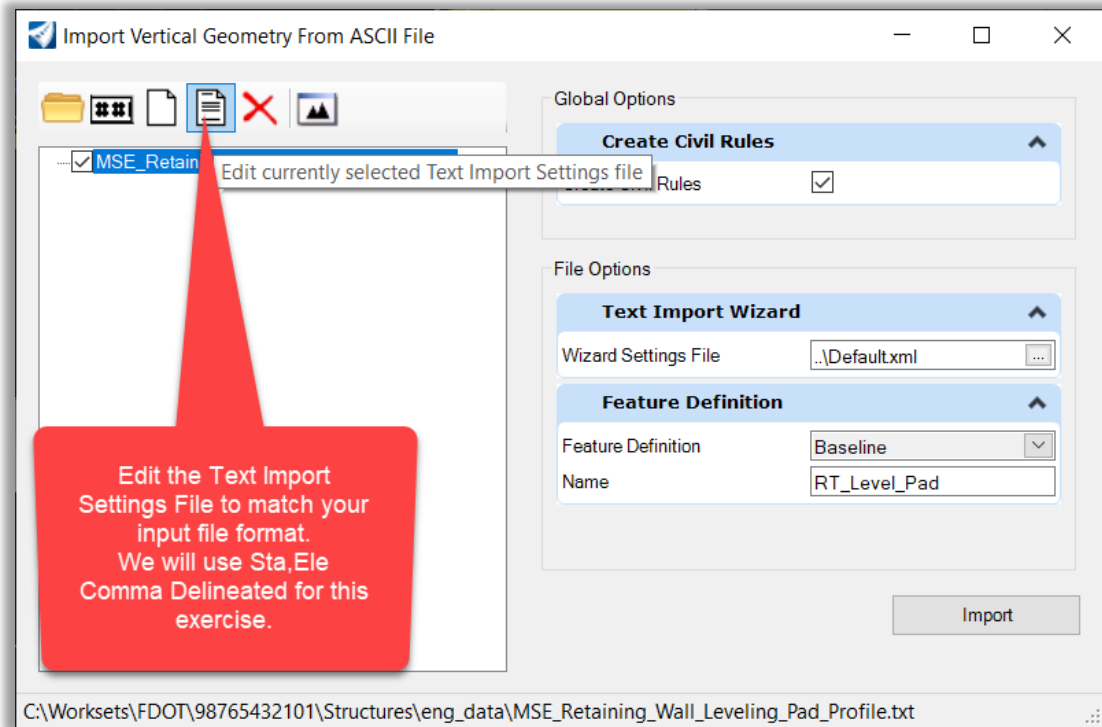 Import Vertical Geometry From ASCII File
Global Options
Create Civil Rules
MSE_Retain
Edit currently selected Text Import Settings file
Rules
File Options
Text Import Wizard
Wizard Settings File
..\Default.xml
...
Feature Definition
Feature Definition
Baseline
Name
RT_Level_Pad
Edit the Text Import
Settings File to match your
input file format.
We will use Sta,Ele
Comma Delineated for this
exercise.
Import
C:\Worksets\FDOT\98765432101\Structures\eng_data\MSE_Retaining_Wall_Leveling_Pad_Profile.txt